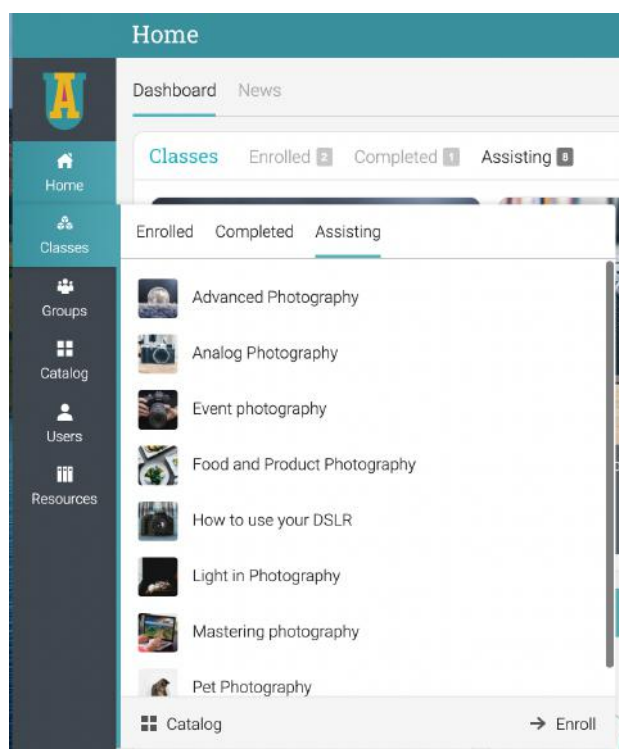 Home
A
Dashboard News
Classes Enrolled 2 Completed 1 Assisting 8
Home
Classes
Groups
Catalog
Users
Resources
Enrolled Completed Assisting
Advanced Photography
Analog Photography
Event photography
Food and Product Photography
How to use your DSLR
Light in Photography
Mastering photography
Pet Photography
Catalog Enroll